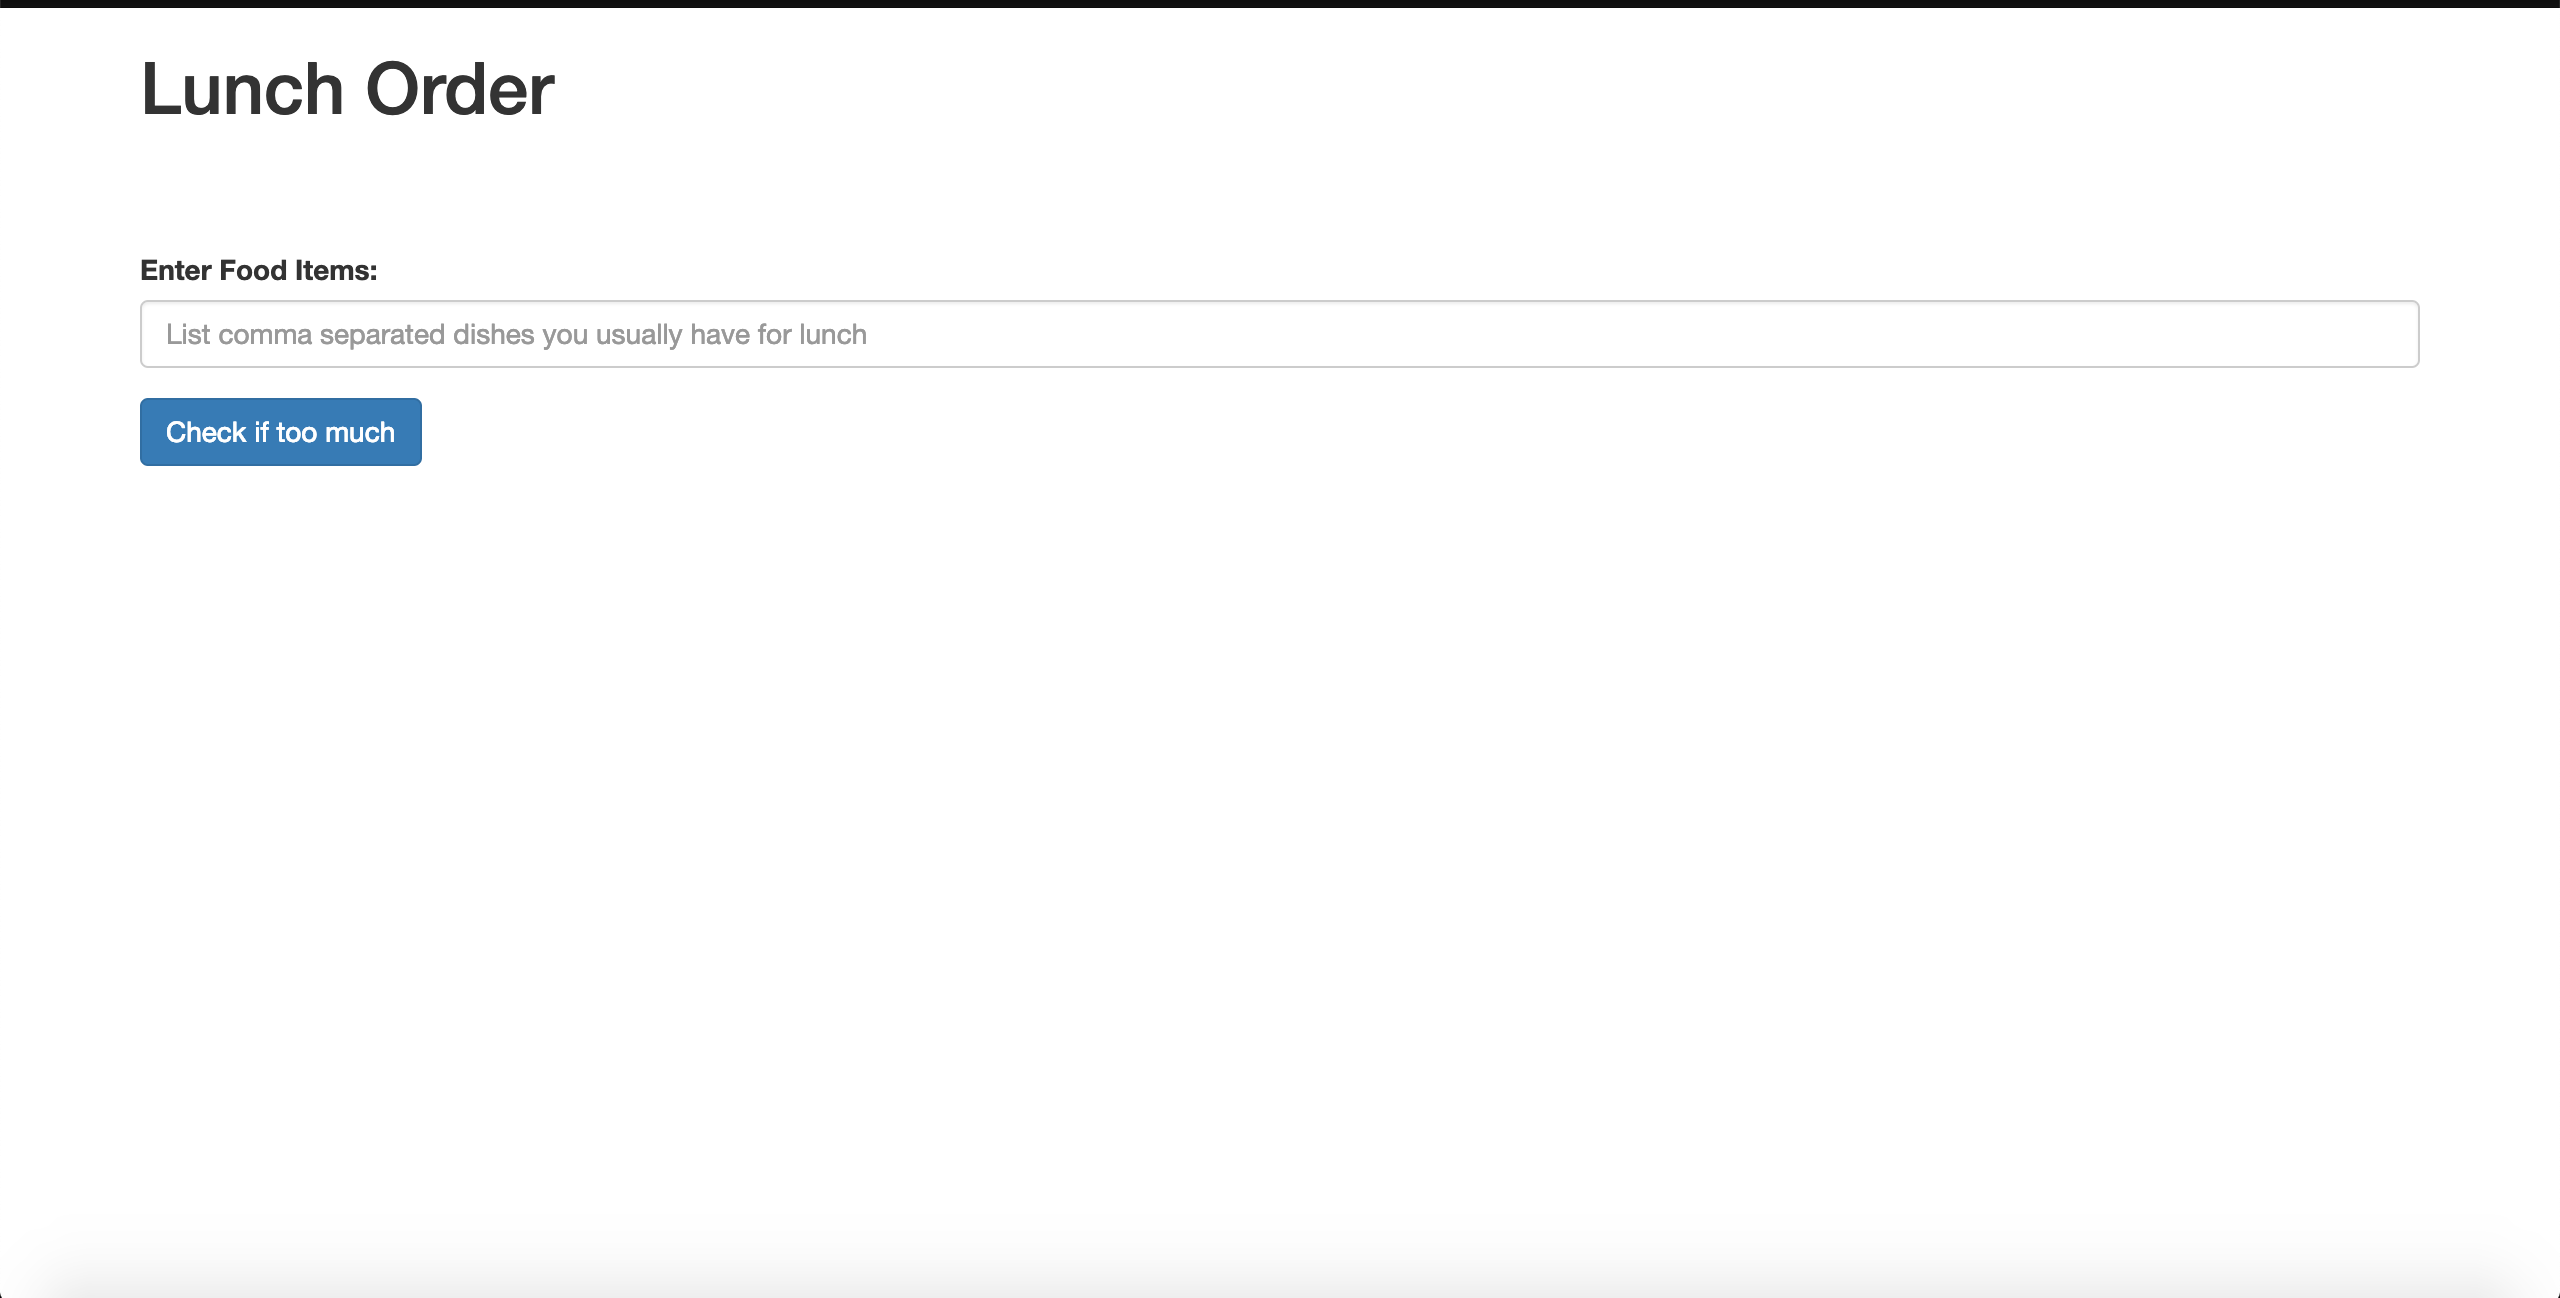 Lunch Order
Enter Food Items:
List comma separated dishes you usually have for lunch
Check if too much